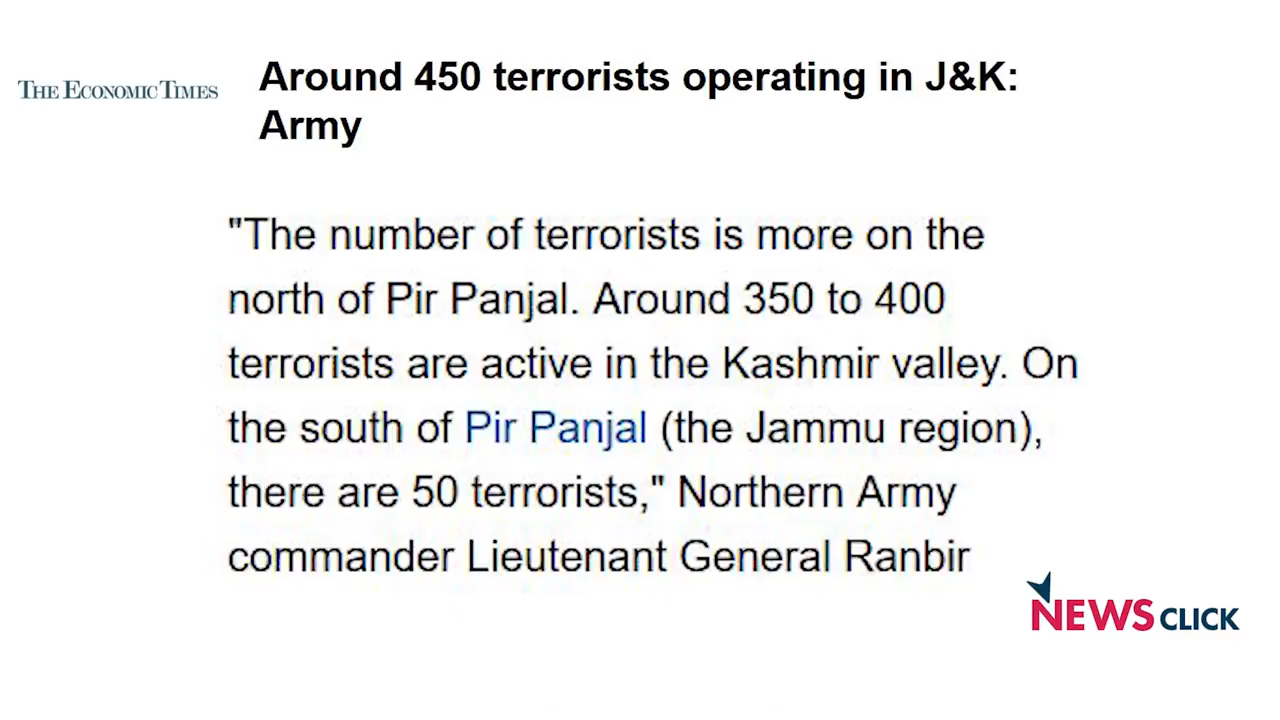 THE ECONOMIC TIMES
Around 450 terrorists operating in J&K:
Army
"The number of terrorists is more on the
north of Pir Panjal. Around 350 to 400
terrorists are active in the Kashmir valley. On
the south of Pir Panjal (the Jammu region),
there are 50 terrorists," Northern Army
commander Lieutenant General Ranbir
NEWSCLICK